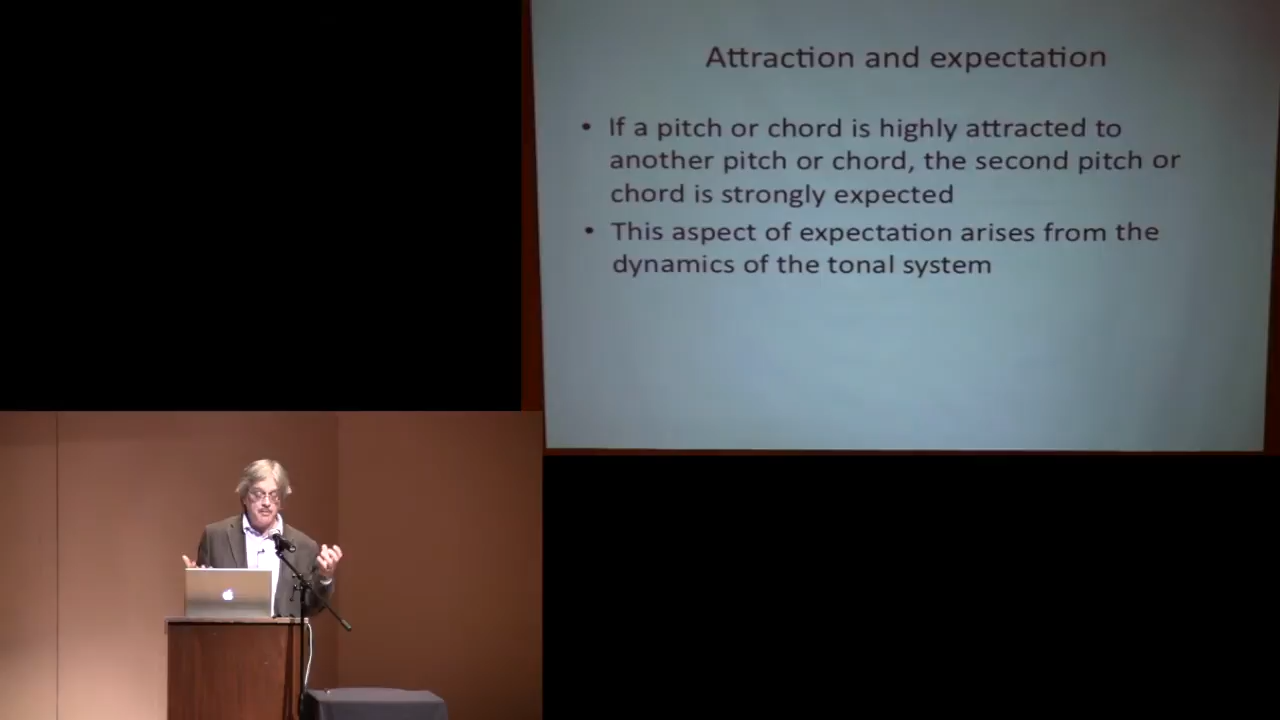 Attraction and expectation
• If a pitch or chord is highly attracted to
another pitch or chord, the second pitch or
chord is strongly expected
• This aspect of expectation arises from the
dynamics of the tonal system